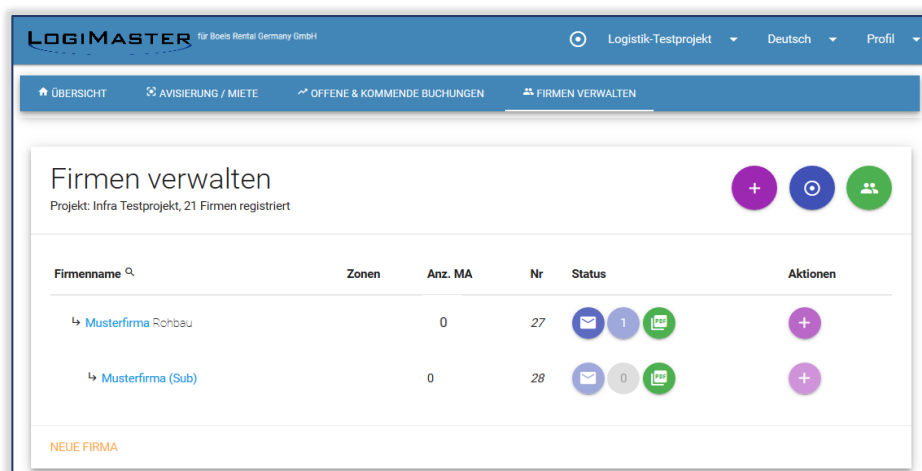 LOGIMASTER für Boels Rental Germany GmbH Logistik-Testprojekt Deutsch Profil
ÜBERSICHT AVISIERUNG / MIETE OFFENE & KOMMENDE BUCHUNGEN FIRMEN VERWALTEN
Firmen verwalten
Projekt: Infra Testprojekt, 21 Firmen registriert
Firmenname Zonen Anz. MA Nr Status Aktionen
Musterfirma Rohbau 0 27 1 PDF
Musterfirma (Sub) 0 28 0 PDF
NEUE FIRMA